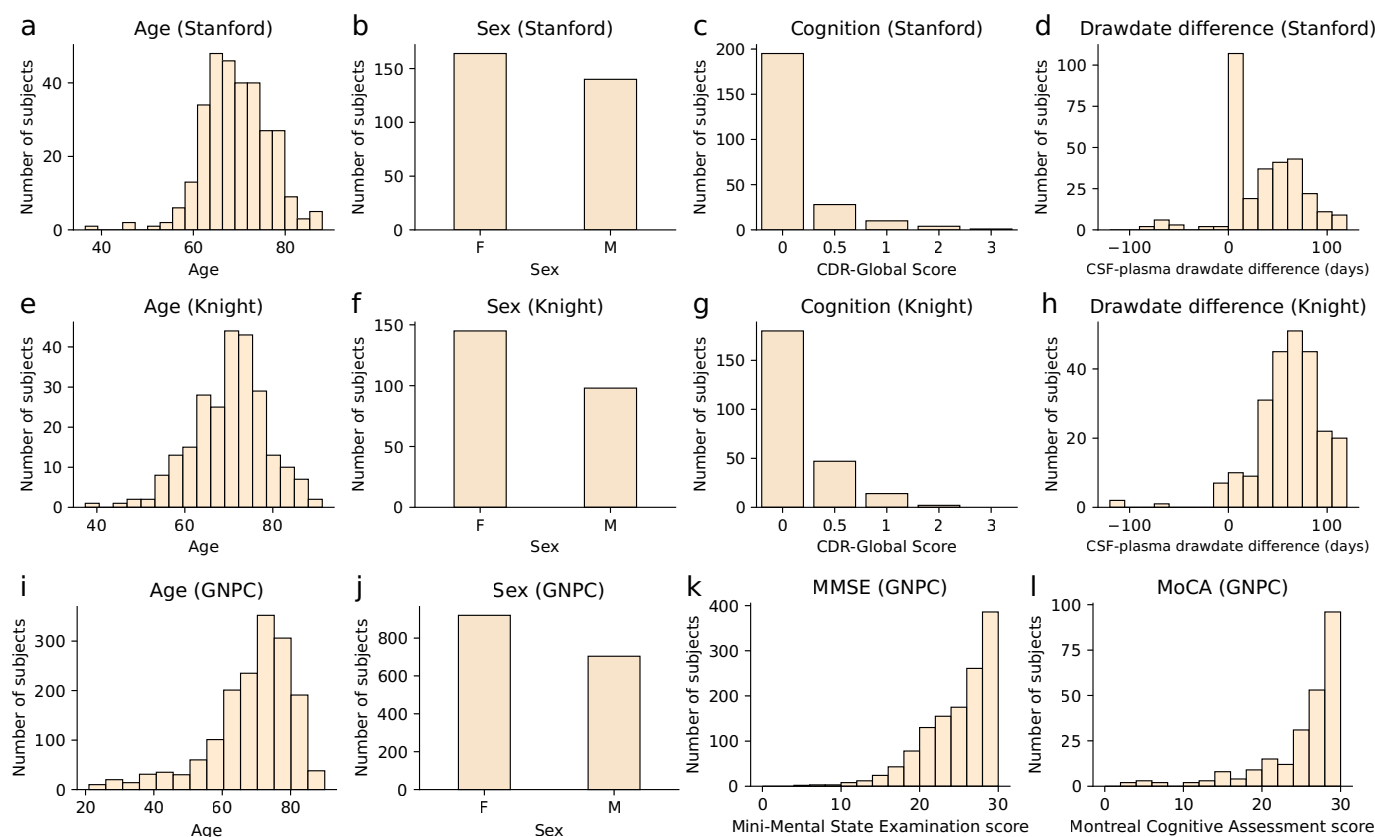 a Age (Stanford)
Number of subjects
0 20 40
40 60 80
Age
b Sex (Stanford)
Number of subjects
0 50 100 150
F M
Sex
c Cognition (Stanford)
Number of subjects
0 50 100 150 200
0 0.5 1 2 3
CDR-Global Score
d Drawdate difference (Stanford)
Number of subjects
0 25 50 75 100
−100 0 100
CSF-plasma drawdate difference (days)
e Age (Knight)
Number of subjects
0 10 20 30 40
40 60 80
Age
f Sex (Knight)
Number of subjects
0 50 100 150
F M
Sex
g Cognition (Knight)
Number of subjects
0 50 100 150
0 0.5 1 2 3
CDR-Global Score
h Drawdate difference (Knight)
Number of subjects
0 20 40
−100 0 100
CSF-plasma drawdate difference (days)
i Age (GNPC)
Number of subjects
0 100 200 300
20 40 60 80
Age
j Sex (GNPC)
Number of subjects
0 200 400 600 800
F M
Sex
k MMSE (GNPC)
Number of subjects
0 100 200 300 400
0 10 20 30
Mini-Mental State Examination score
l MoCA (GNPC)
Number of subjects
0 25 50 75 100
0 10 20 30
Montreal Cognitive Assessment score